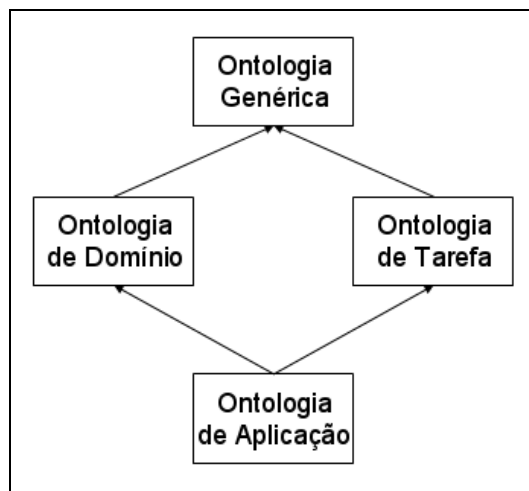 Ontologia
Genérica
Ontologia
de Domínio
Ontologia
de Tarefa
Ontologia
de Aplicação